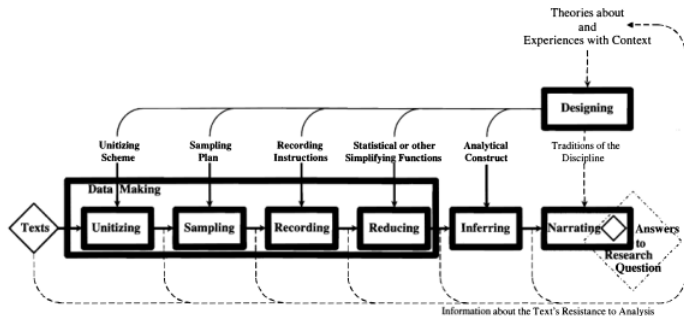 Theories about
and
Experiences with Context
Designing
Unitizing
Scheme
Sampling
Plan
Recording
Instructions
Statistical or other
Simplifying Functions
Analytical
Construct
Traditions of the
Discipline
Data Making
Texts
Unitizing
Sampling
Recording
Reducing
Inferring
Narrating
Answers
to
Research
Question
Information about the Text's Resistance to Analysis